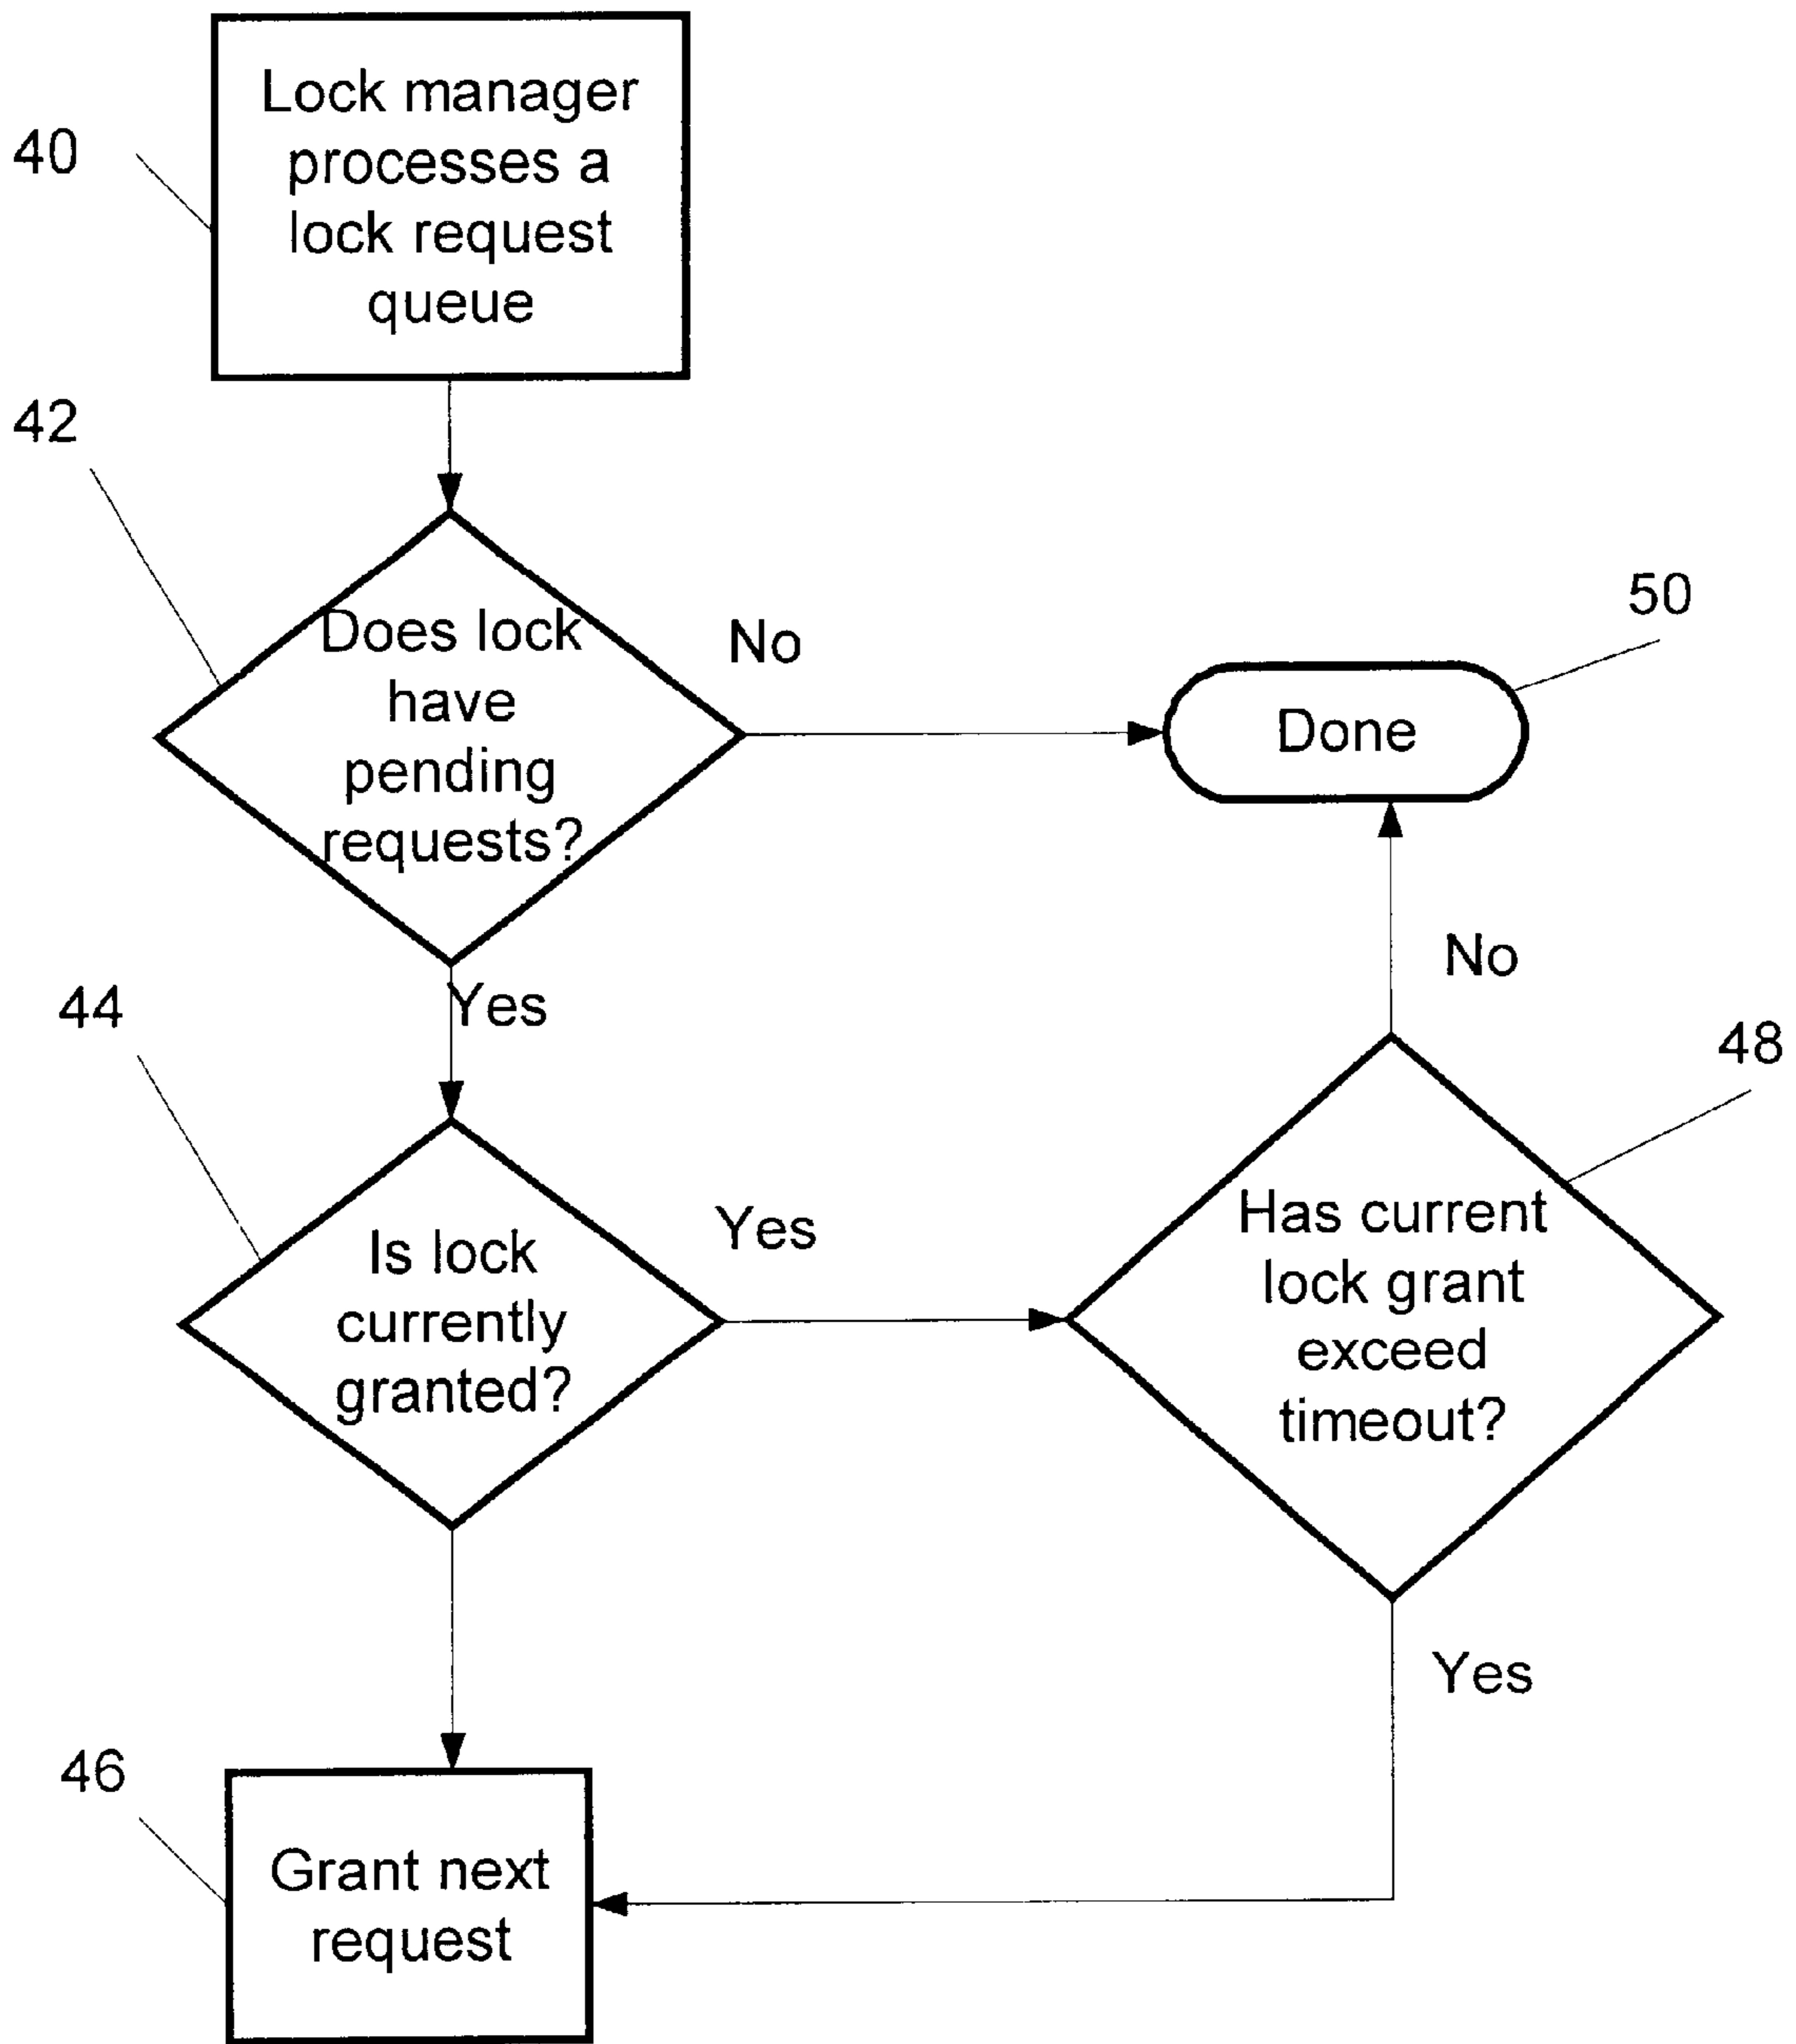 40
Lock manager
processes a
lock request
queue
42
Does lock
have
pending
requests?
No
50
Done
Yes
No
44
Is lock
currently
granted?
Yes
48
Has current
lock grant
exceed
timeout?
Yes
46
Grant next
request